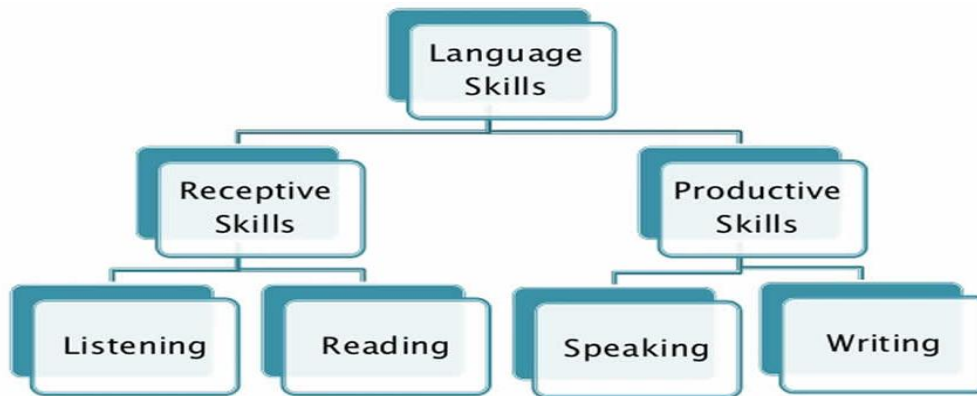 Language
Skills
Receptive
Skills
Productive
Skills
Listening
Reading
Speaking
Writing